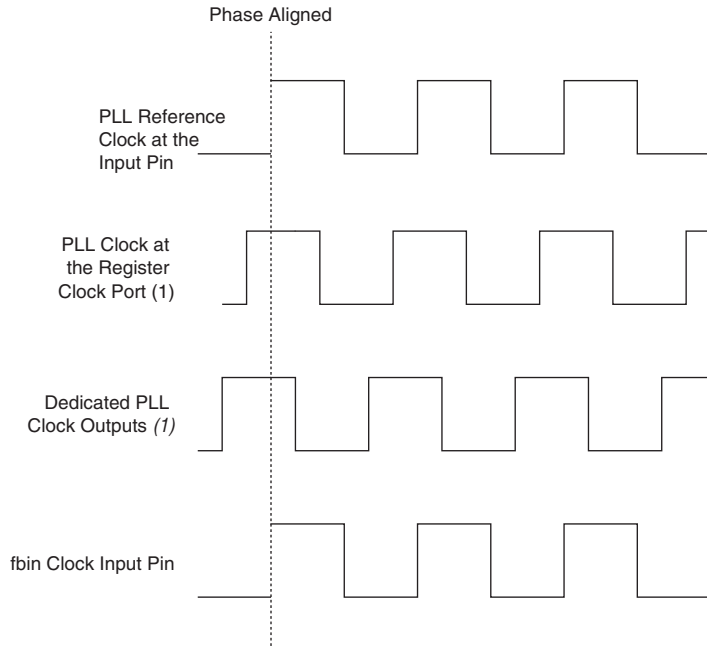 Phase Aligned
PLL Reference
Clock at the
Input Pin
PLL Clock at
the Register
Clock Port (1)
Dedicated PLL
Clock Outputs (1)
fbin Clock Input Pin